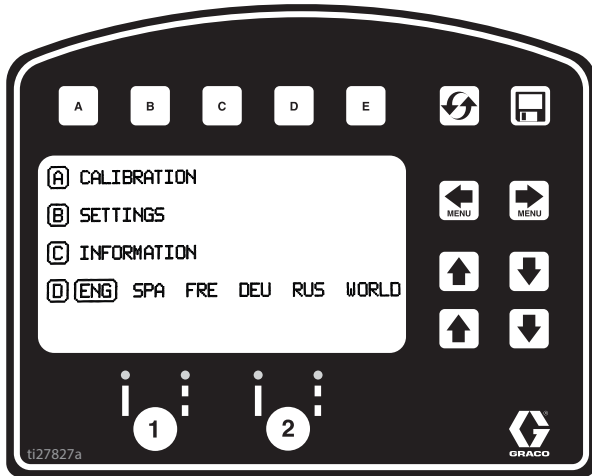 A B C D E
A CALIBRATION
MENU MENU
B SETTINGS
C INFORMATION
D ENG SPA FRE DEU RUS WORLD
1 2
ti27827a
GRACO